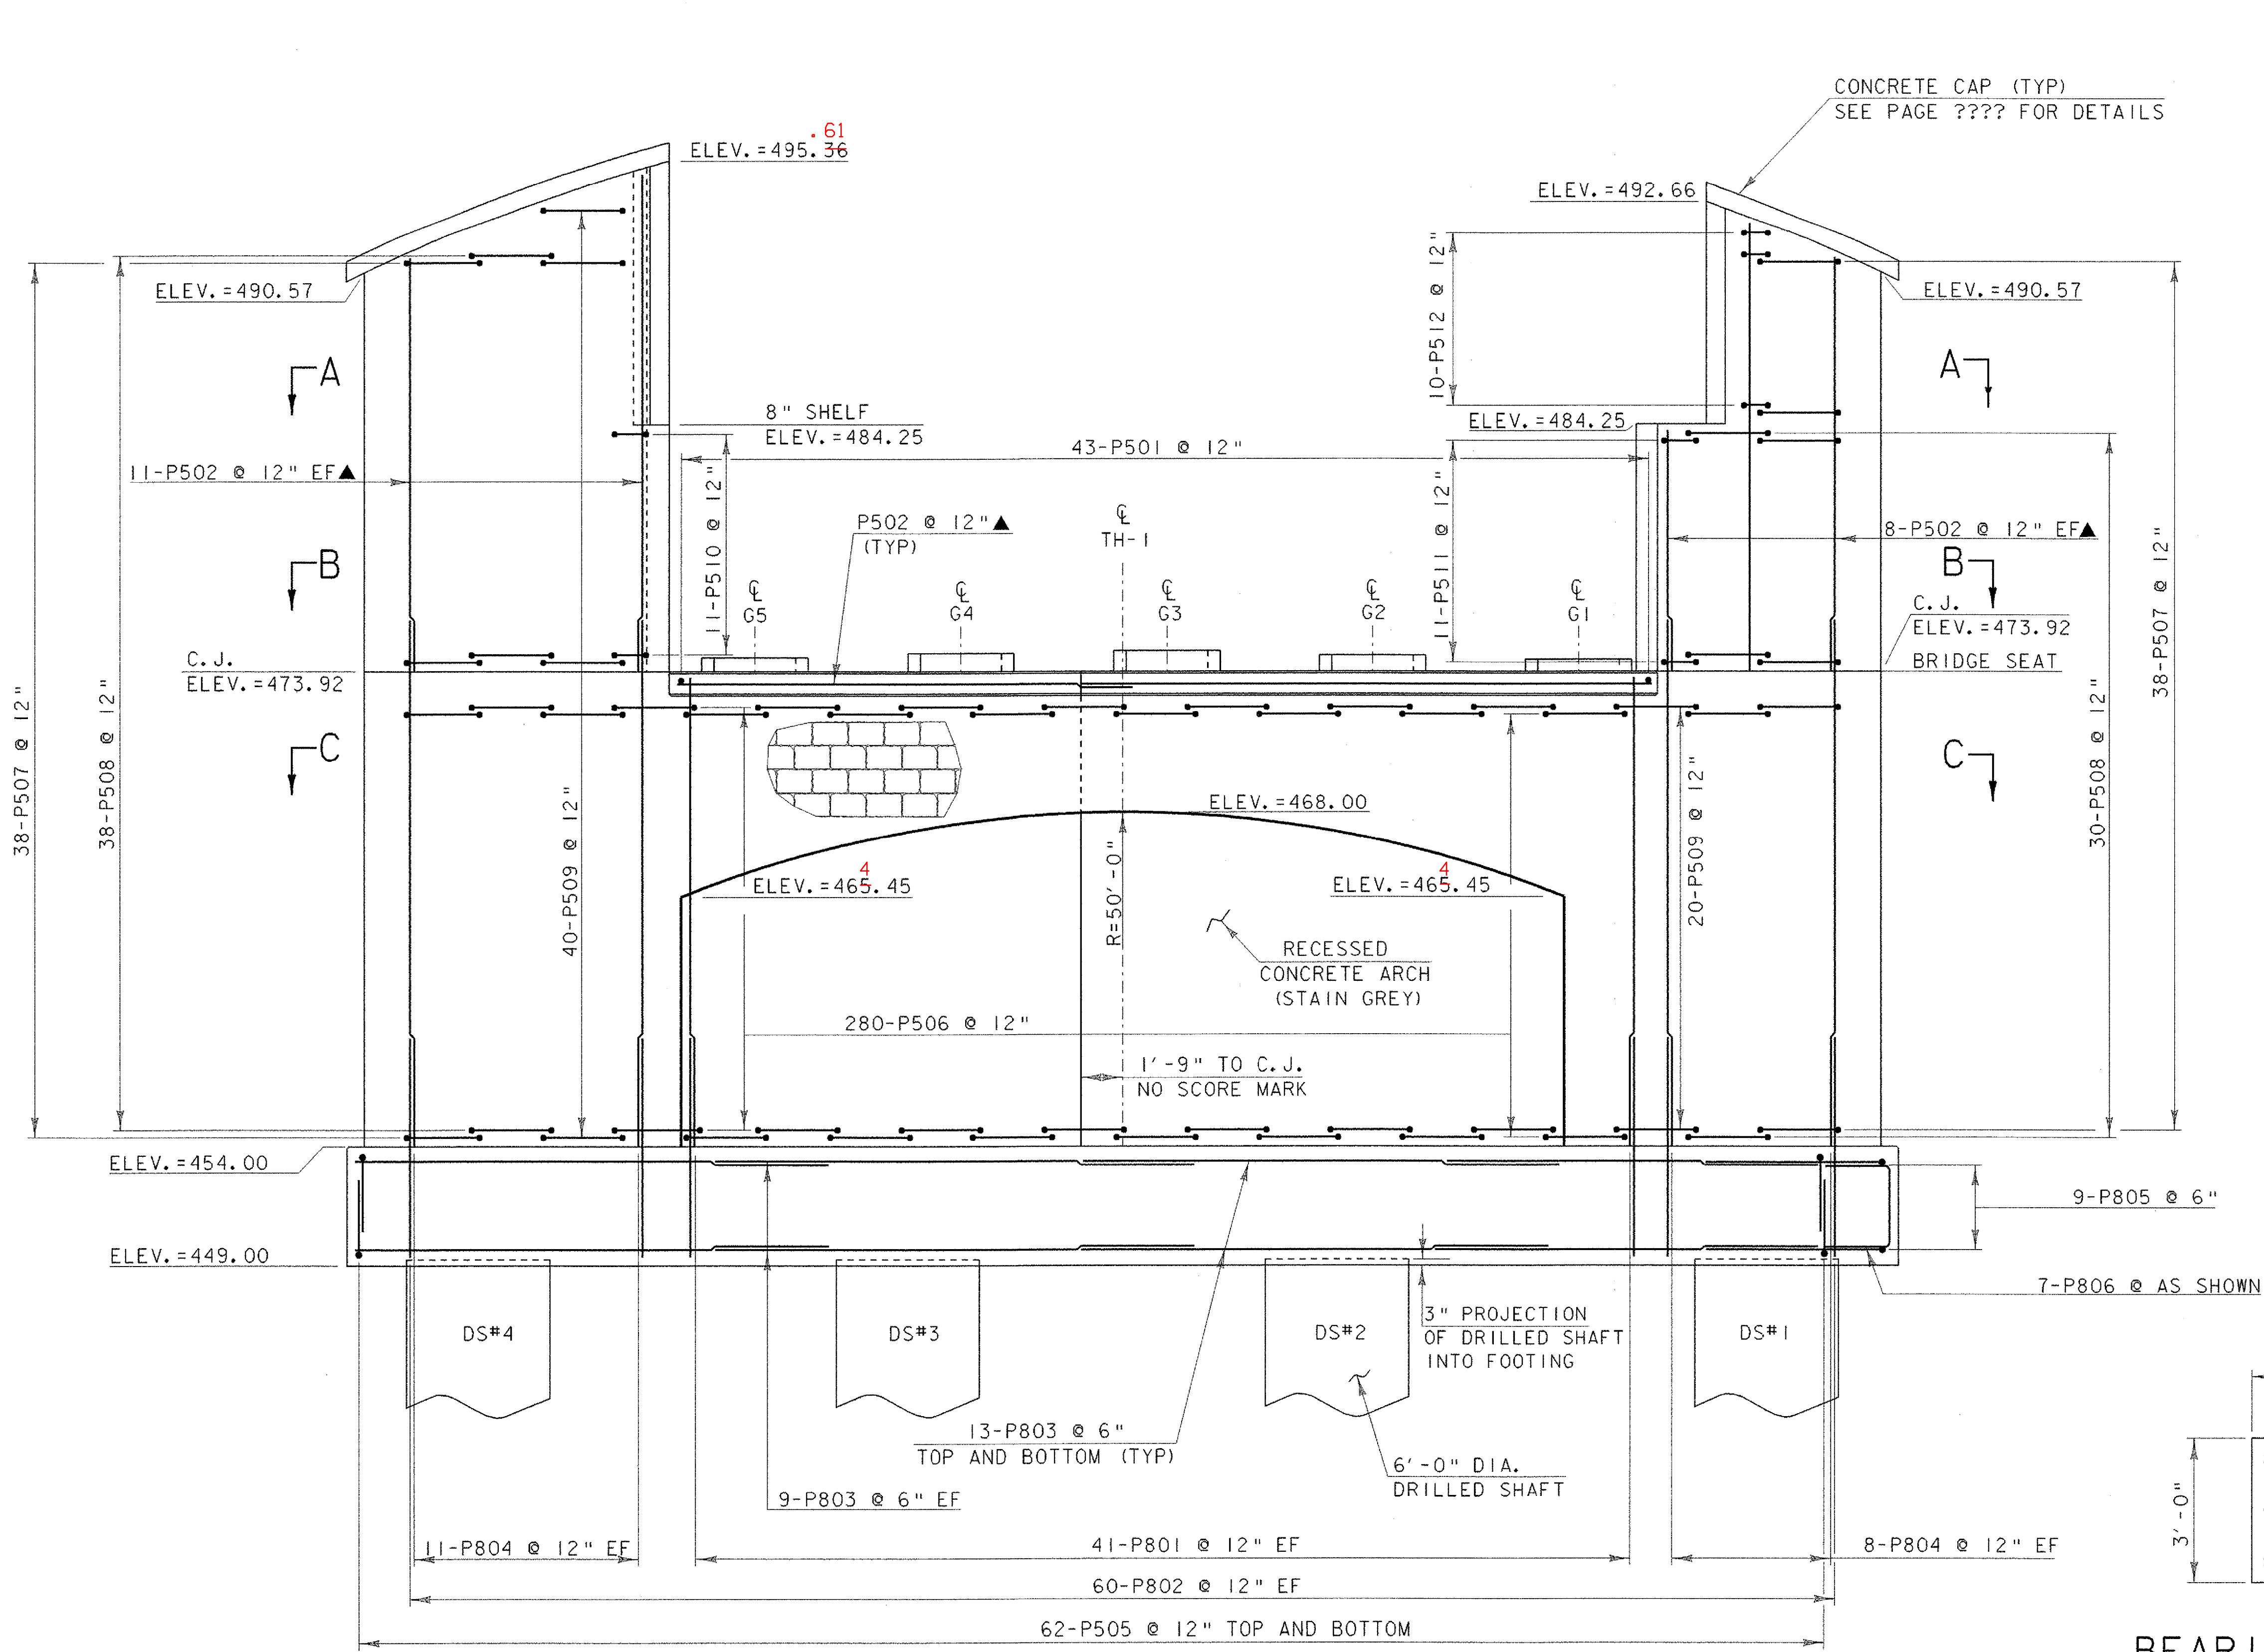 CONCRETE CAP (TYP)
SEE PAGE ???? FOR DETAILS
.61
ELEV.=495.36
ELEV.=492.66
ELEV.=490.57
ELEV.=490.57
10-P512 @ 12"
A
A
8" SHELF
ELEV.=484.25
ELEV.=484.25
43-P501 @ 12"
11-P502 @ 12" EF▲
P502 @ 12"▲
(TYP)
℄
TH-1
8-P502 @ 12" EF▲
11-P510 @ 12"
11-P511 @ 12"
38-P507 @ 12"
B
B
℄
G5
℄
G4
℄
G3
℄
G2
℄
G1
C.J.
ELEV.=473.92
BRIDGE SEAT
C.J.
ELEV.=473.92
38-P507 @ 12"
38-P508 @ 12"
C
C
40-P509 @ 12"
20-P509 @ 12"
30-P508 @ 12"
ELEV.=468.00
4
ELEV.=465.45
4
ELEV.=465.45
R=50'-0"
RECESSED
CONCRETE ARCH
(STAIN GREY)
280-P506 @ 12"
1'-9" TO C.J.
NO SCORE MARK
ELEV.=454.00
9-P805 @ 6"
ELEV.=449.00
7-P806 @ AS SHOWN
3" PROJECTION
OF DRILLED SHAFT
INTO FOOTING
DS#4
DS#3
DS#2
DS#1
13-P803 @ 6"
TOP AND BOTTOM (TYP)
6'-0" DIA.
DRILLED SHAFT
9-P803 @ 6" EF
3'-0"
11-P804 @ 12" EF
41-P801 @ 12" EF
8-P804 @ 12" EF
60-P802 @ 12" EF
62-P505 @ 12" TOP AND BOTTOM